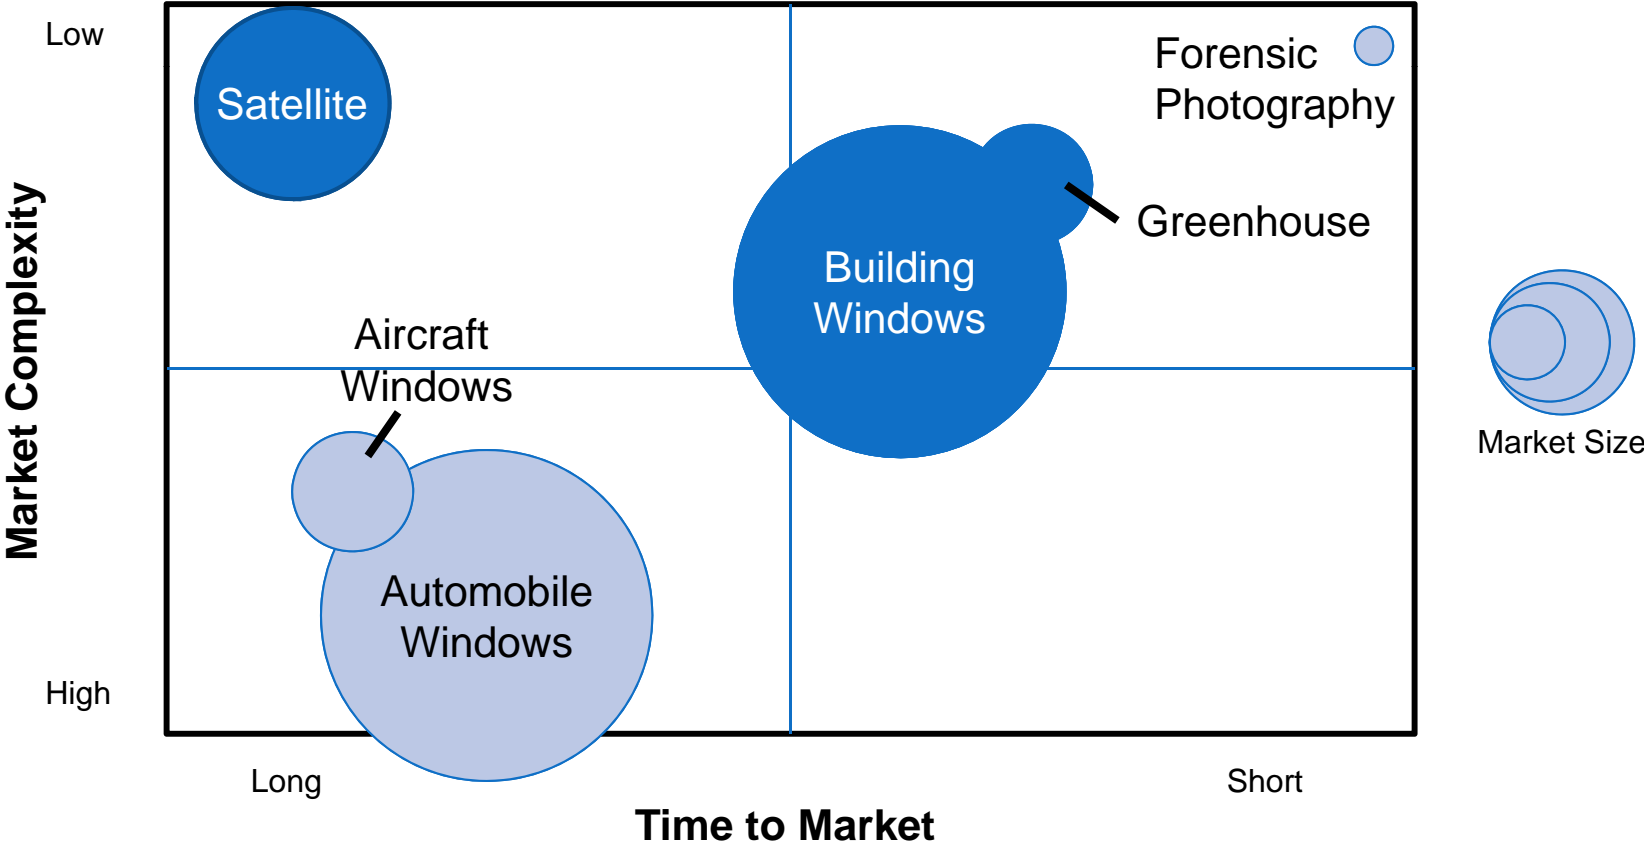 Low
Satellite
Forensic
Photography
Greenhouse
Building
Windows
Aircraft
Windows
Market Complexity
Market Size
Automobile
Windows
High
Long
Short
Time to Market